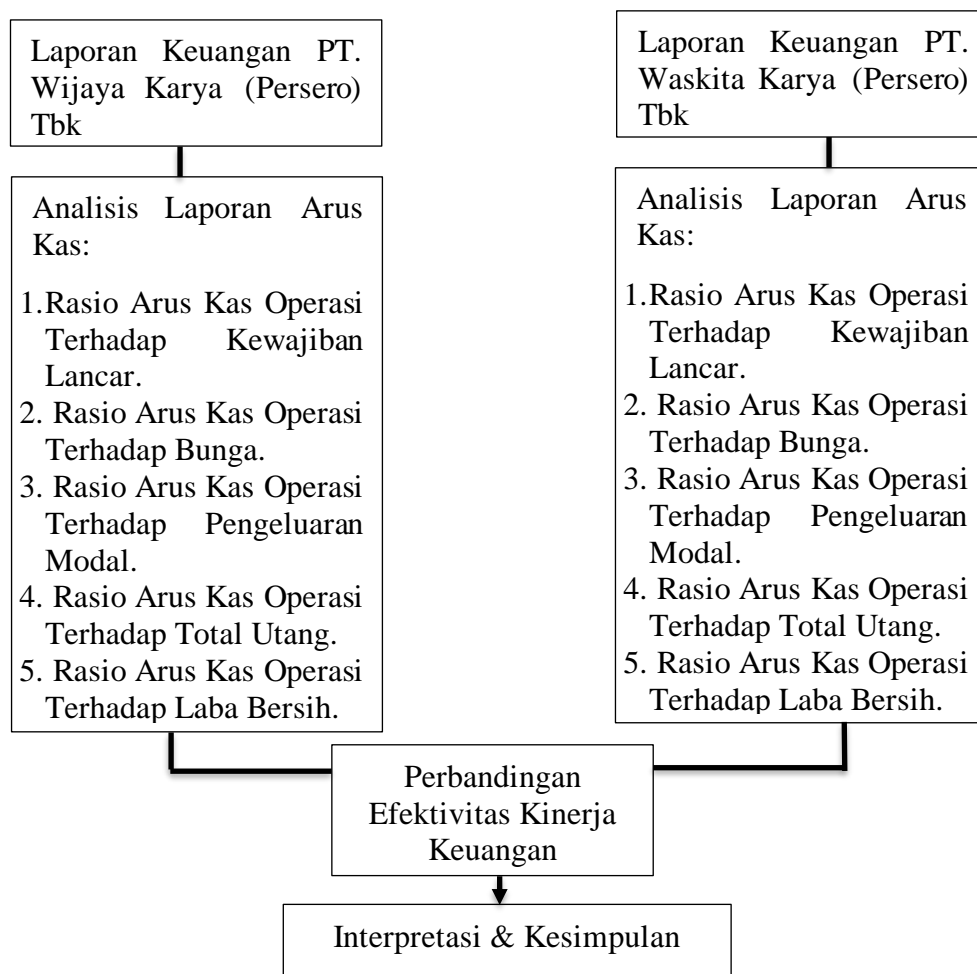 Laporan Keuangan PT.
Wijaya Karya (Persero)
Tbk
Laporan Keuangan PT.
Waskita Karya (Persero)
Tbk
Analisis Laporan Arus
Kas:
1.Rasio Arus Kas Operasi
Terhadap Kewajiban
Lancar.
2. Rasio Arus Kas Operasi
Terhadap Bunga.
3. Rasio Arus Kas Operasi
Terhadap Pengeluaran
Modal.
4. Rasio Arus Kas Operasi
Terhadap Total Utang.
5. Rasio Arus Kas Operasi
Terhadap Laba Bersih.
Analisis Laporan Arus
Kas:
1.Rasio Arus Kas Operasi
Terhadap Kewajiban
Lancar.
2. Rasio Arus Kas Operasi
Terhadap Bunga.
3. Rasio Arus Kas Operasi
Terhadap Pengeluaran
Modal.
4. Rasio Arus Kas Operasi
Terhadap Total Utang.
5. Rasio Arus Kas Operasi
Terhadap Laba Bersih.
Perbandingan
Efektivitas Kinerja
Keuangan
Interpretasi & Kesimpulan